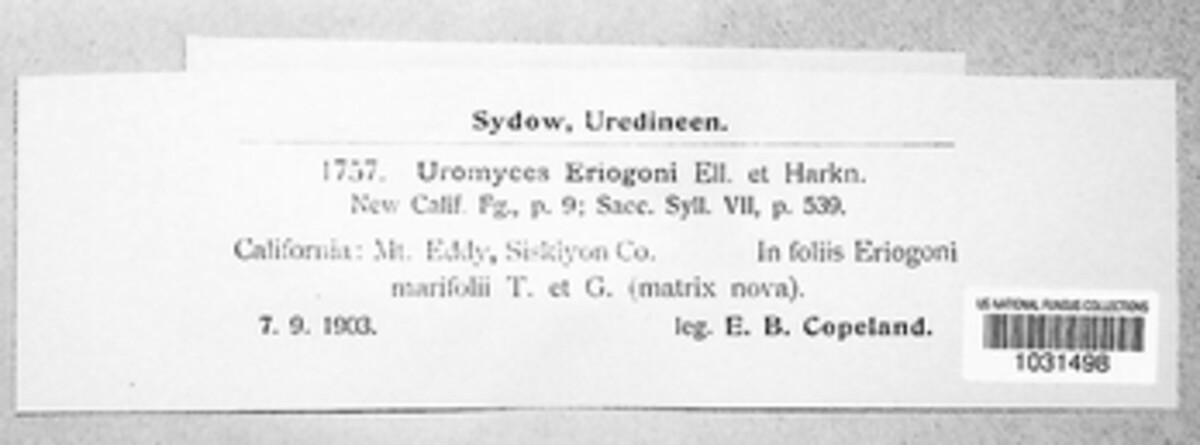 Sydow, Uredineen.
1757. Uromyces Eriogoni Ell. et Harkn.
New Calif. Fg., p. 9; Sacc. Syll. VII, p. 539.
California: Mt. Eddy, Siskiyon Co. In foliis Eriogoni
marifolii T. et G. (matrix nova).
7. 9. 1903. leg. E. B. Copeland.
US NATIONAL FUNGUS COLLECTIONS
1031498